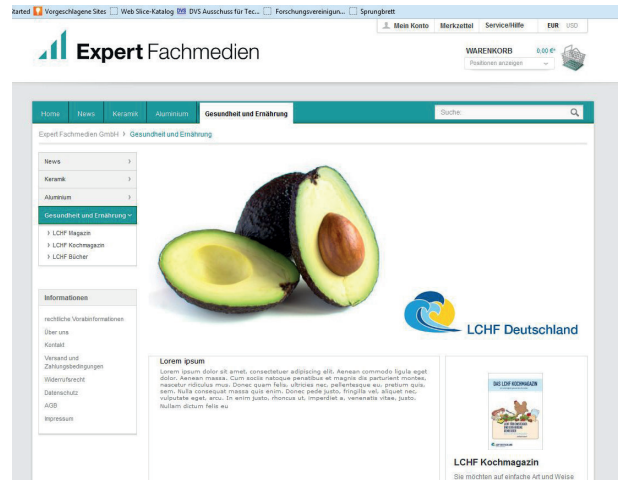 tarted Vorgeschlagene Sites Web Slice-Katalog DVS Ausschuss für Tec... Forschungsvereinigun... Sprungbrett
Mein Konto Merkzettel Service/Hilfe EUR USD
Expert Fachmedien
WARENKORB 0,00 €*
Positionen anzeigen
Home News Keramik Aluminium Gesundheit und Ernährung
Suche:
Expert Fachmedien GmbH > Gesundheit und Ernährung
News
Keramik
Aluminium
Gesundheit und Ernährung
LCHF Magazin
LCHF Kochmagazin
LCHF Bücher
Informationen
rechtliche Vorabinformationen
Über uns
Kontakt
Versand und
Zahlungsbedingungen
Widerrufsrecht
Datenschutz
AGB
Impressum
LCHF Deutschland
Lorem ipsum
Lorem ipsum dolor sit amet, consectetuer adipiscing elit. Aenean commodo ligula eget
dolor. Aenean massa. Cum sociis natoque penatibus et magnis dis parturient montes,
nascetur ridiculus mus. Donec quam felis, ultricies nec, pellentesque eu, pretium quis,
sem. Nulla consequat massa quis enim. Donec pede justo, fringilla vel, aliquet nec,
vulputate eget, arcu. In enim justo, rhoncus ut, imperdiet a, venenatis vitae, justo.
Nullam dictum felis eu
DAS LCHF KOCHMAGAZIN
LCHF Kochmagazin
Sie möchten auf einfache Art und Weise